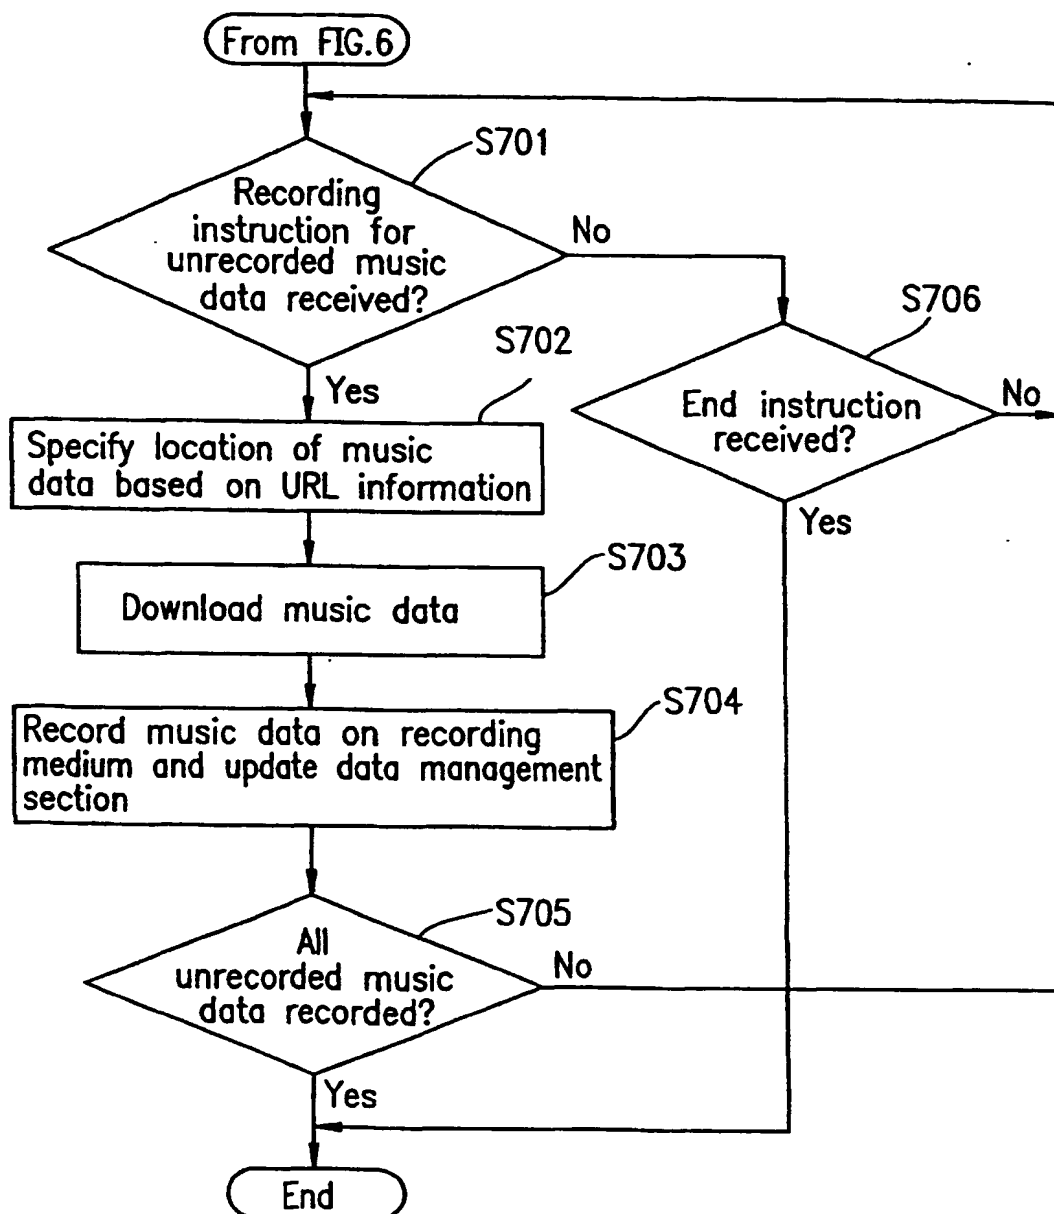 From FIG.6
S701
Recording
instruction for
unrecorded music
data received?
No
S706
S702
Yes
End instruction
received?
No
Specify location of music
data based on URL information
Yes
S703
Download music data
S704
Record music data on recording
medium and update data management
section
S705
All
unrecorded music
data recorded?
No
Yes
End